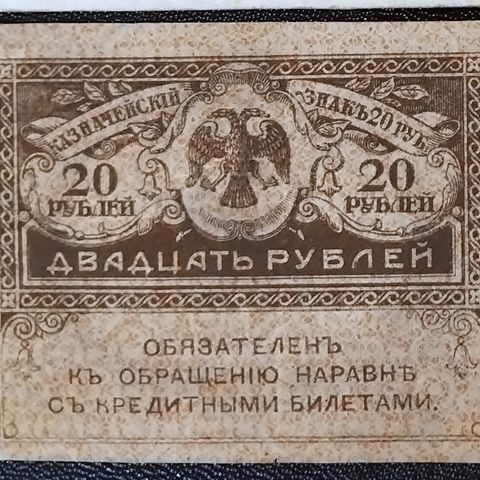 КАЗНАЧЕЙСКІЙ ЗНАКЪ 20 РУБ.
20 РУБЛЕЙ
20 РУБЛЕЙ
ДВАДЦАТЬ РУБЛЕЙ
ОБЯЗАТЕЛЕНЪ
КЪ ОБРАЩЕНІЮ НАРАВНѢ
СЪ КРЕДИТНЫМИ БИЛЕТАМИ.